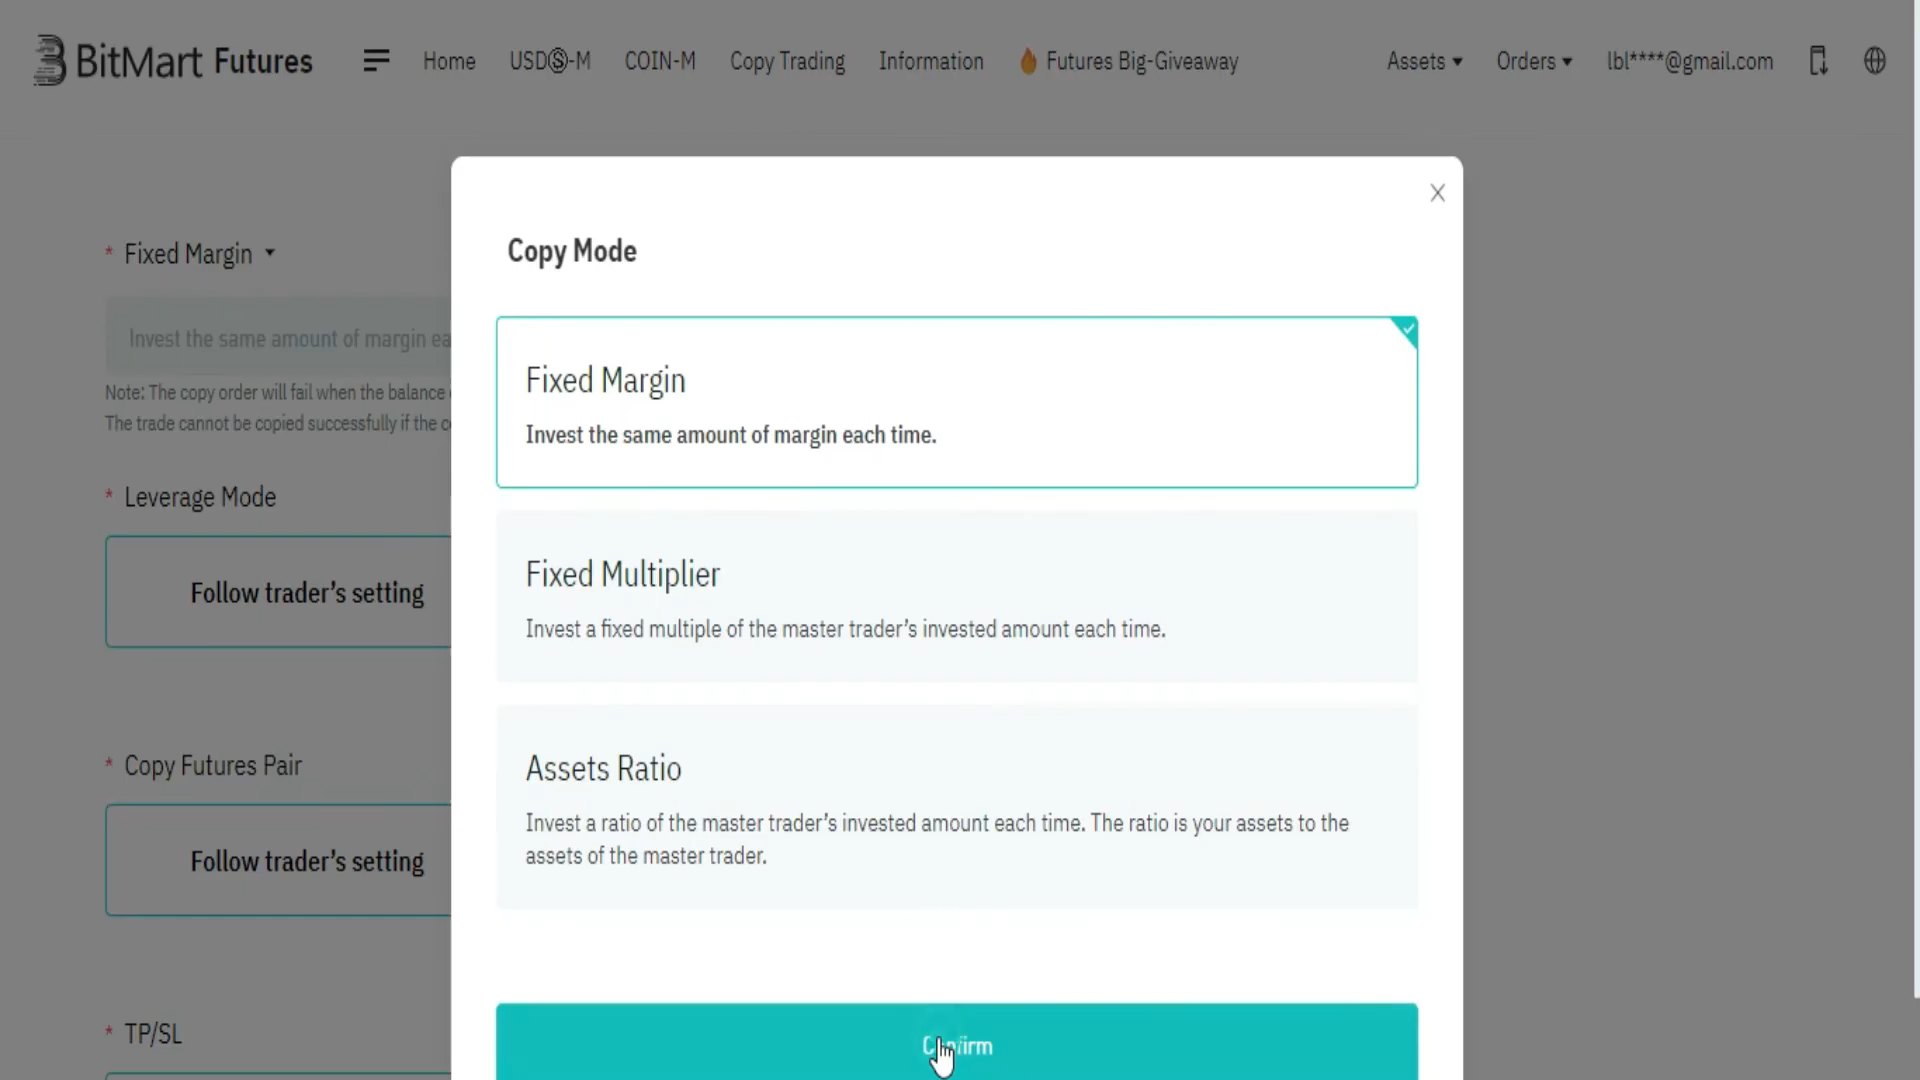 BitMart Futures Home USDⓈ-M COIN-M Copy Trading Information Futures Big-Giveaway Assets Orders lbl****@gmail.com
* Fixed Margin
Invest the same amount of margin ea
Note: The copy order will fail when the balance
The trade cannot be copied successfully if the c
* Leverage Mode
Follow trader's setting
* Copy Futures Pair
Follow trader's setting
* TP/SL
X
Copy Mode
Fixed Margin
Invest the same amount of margin each time.
Fixed Multiplier
Invest a fixed multiple of the master trader's invested amount each time.
Assets Ratio
Invest a ratio of the master trader's invested amount each time. The ratio is your assets to the
assets of the master trader.
Confirm